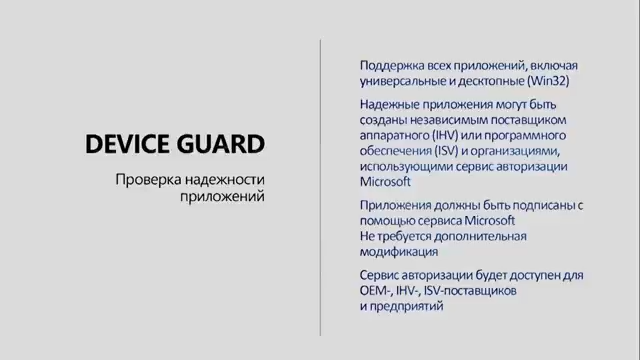 DEVICE GUARD
Проверка надежности
приложений
Поддержка всех приложений, включая
универсальные и десктопные (Win32)
Надежные приложения могут быть
созданы независимым поставщиком
аппаратного (IHV) или программного
обеспечения (ISV) и организациями,
использующими сервис авторизации
Microsoft
Приложения должны быть подписаны с
помощью сервиса Microsoft
Не требуется дополнительная
модификация
Сервис авторизации будет доступен для
OEM-, IHV-, ISV-поставщиков
и предприятий